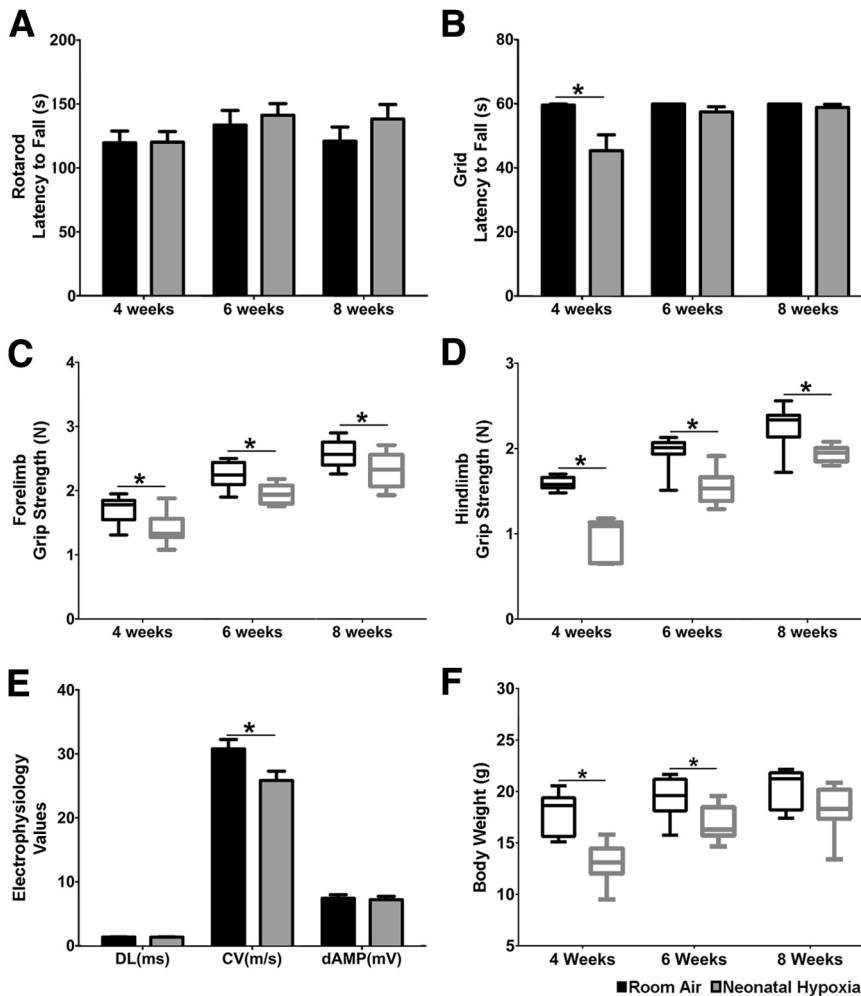 A
Rotarod
Latency to Fall (s)
200
150
100
50
0
4 weeks
6 weeks
8 weeks
B
Grid
Latency to Fall (s)
80
60
40
20
0
*
4 weeks
6 weeks
8 weeks
C
Forelimb
Grip Strength (N)
4
3
2
1
0
*
*
*
4 weeks
6 weeks
8 weeks
D
Hindlimb
Grip Strength (N)
3
2
1
0
*
*
*
4 weeks
6 weeks
8 weeks
E
Electrophysiology
Values
40
30
20
10
0
*
DL(ms)
CV(m/s)
dAMP(mV)
F
Body Weight (g)
30
25
20
15
10
5
*
*
4 Weeks
6 Weeks
8 Weeks
Room Air
Neonatal Hypoxia